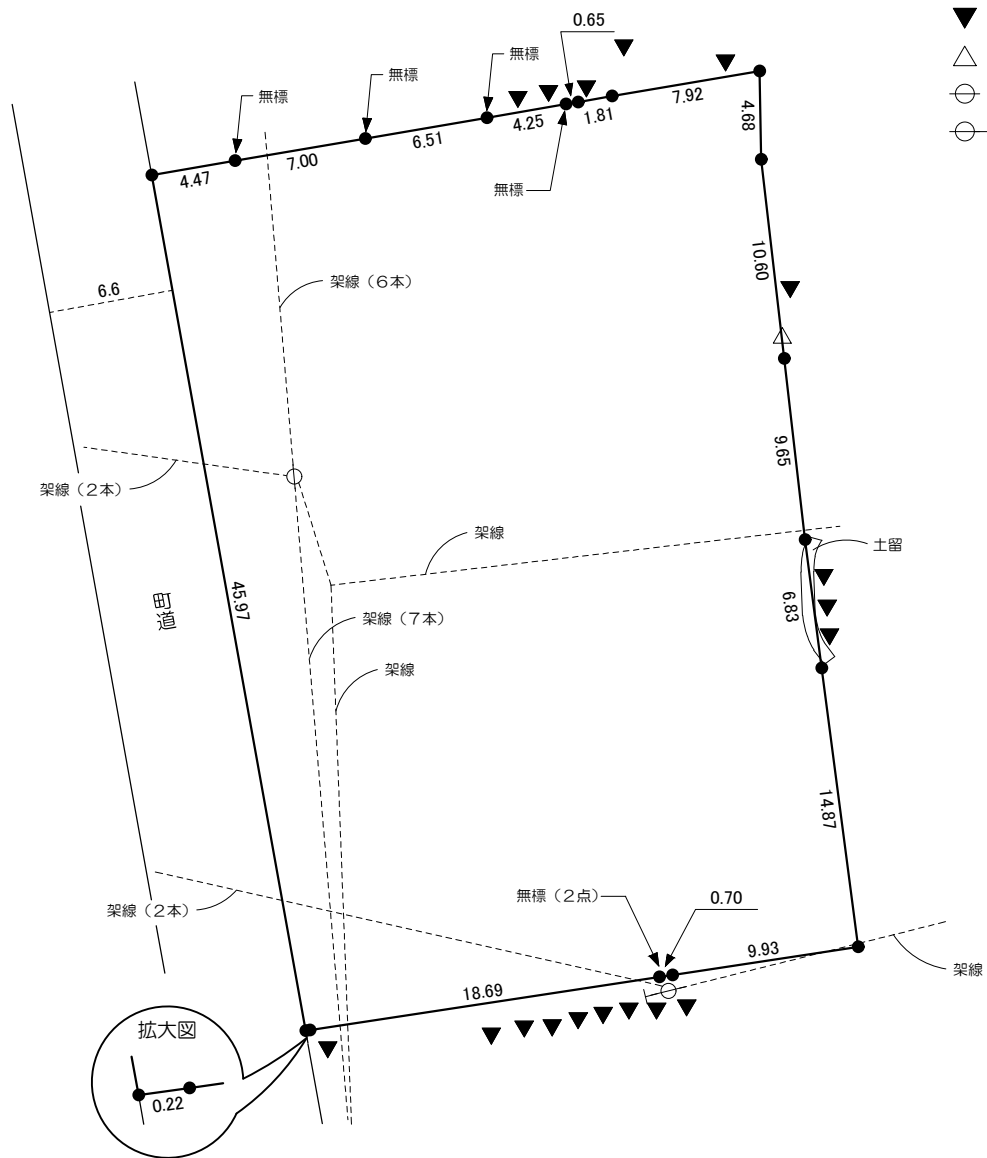 0.65
無標
無標
無標
7.92
1.81
4.25
6.51
7.00
4.47
4.68
無標
10.60
架線（6本）
6.6
9.65
架線（2本）
架線
土留
45.97
町道
6.83
架線（7本）
架線
14.87
無標（2点）
0.70
架線（2本）
9.93
架線
18.69
拡大図
0.22